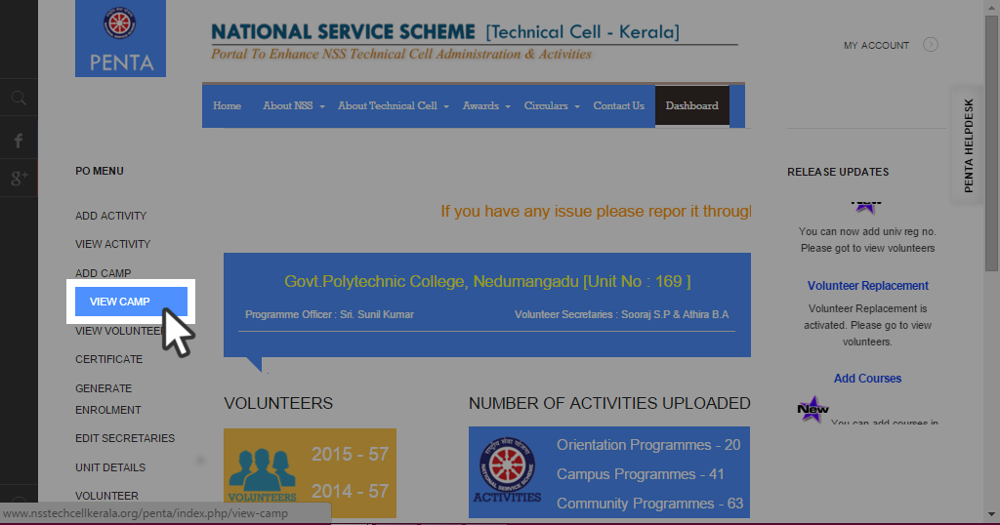 PENTA
NATIONAL SERVICE SCHEME [Technical Cell - Kerala]
Portal To Enhance NSS Technical Cell Administration & Activities
MY ACCOUNT
Home
About NSS
About Technical Cell
Awards
Circulars
Contact Us
Dashboard
f
g+
PENTA HELPDESK
PO MENU
ADD ACTIVITY
VIEW ACTIVITY
ADD CAMP
VIEW CAMP
VIEW VOLUNTEER
CERTIFICATE
GENERATE
ENROLMENT
EDIT SECRETARIES
UNIT DETAILS
VOLUNTEER
If you have any issue please repor it through
Govt.Polytechnic College, Nedumangadu [Unit No : 169 ]
Programme Officer : Sri. Sunil Kumar
Volunteer Secretaries : Sooraj S.P & Athira B.A
VOLUNTEERS
2015 - 57
2014 - 57
VOLUNTEERS
NUMBER OF ACTIVITIES UPLOADED
राष्ट्रीय सेवा योजना
NATIONAL SERVICE SCHEME
ACTIVITIES
Orientation Programmes - 20
Campus Programmes - 41
Community Programmes - 63
RELEASE UPDATES
New
You can now add univ reg no.
Please got to view volunteers
Volunteer Replacement
Volunteer Replacement is
activated. Please go to view
volunteers.
Add Courses
New
You can add courses in
www.nsstechcellkerala.org/penta/index.php/view-camp